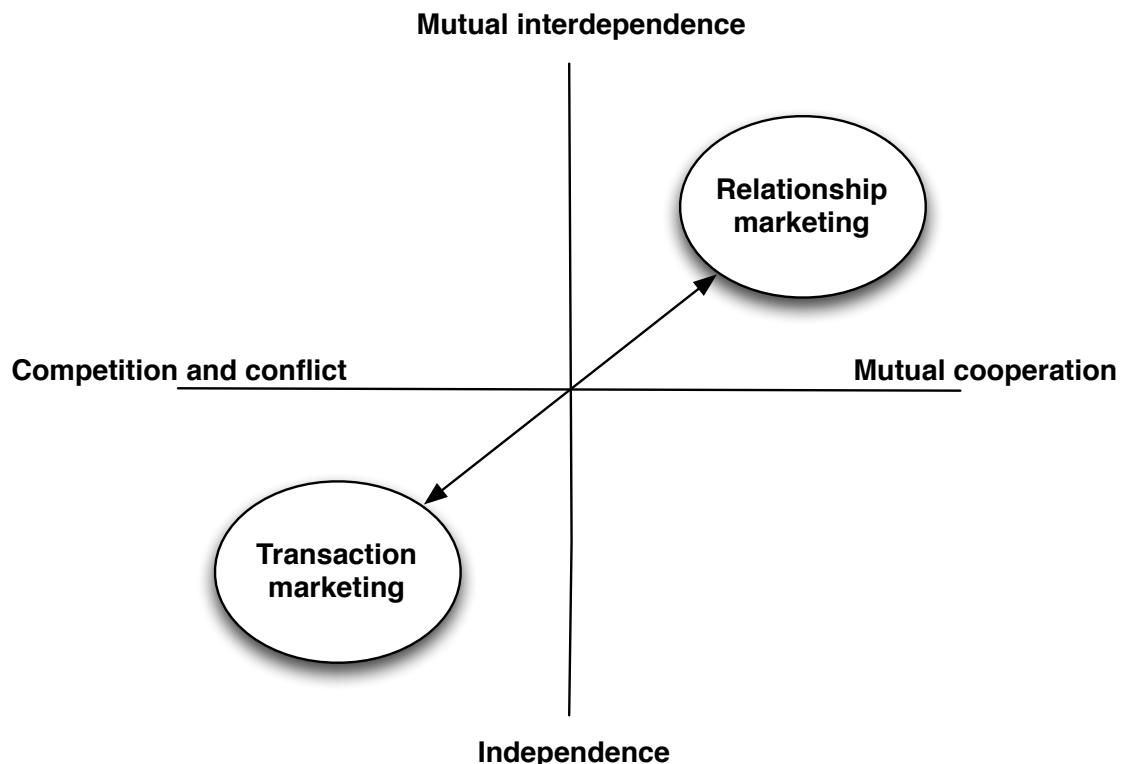 Mutual interdependence
Relationship
marketing
Competition and conflict
Mutual cooperation
Transaction
marketing
Independence